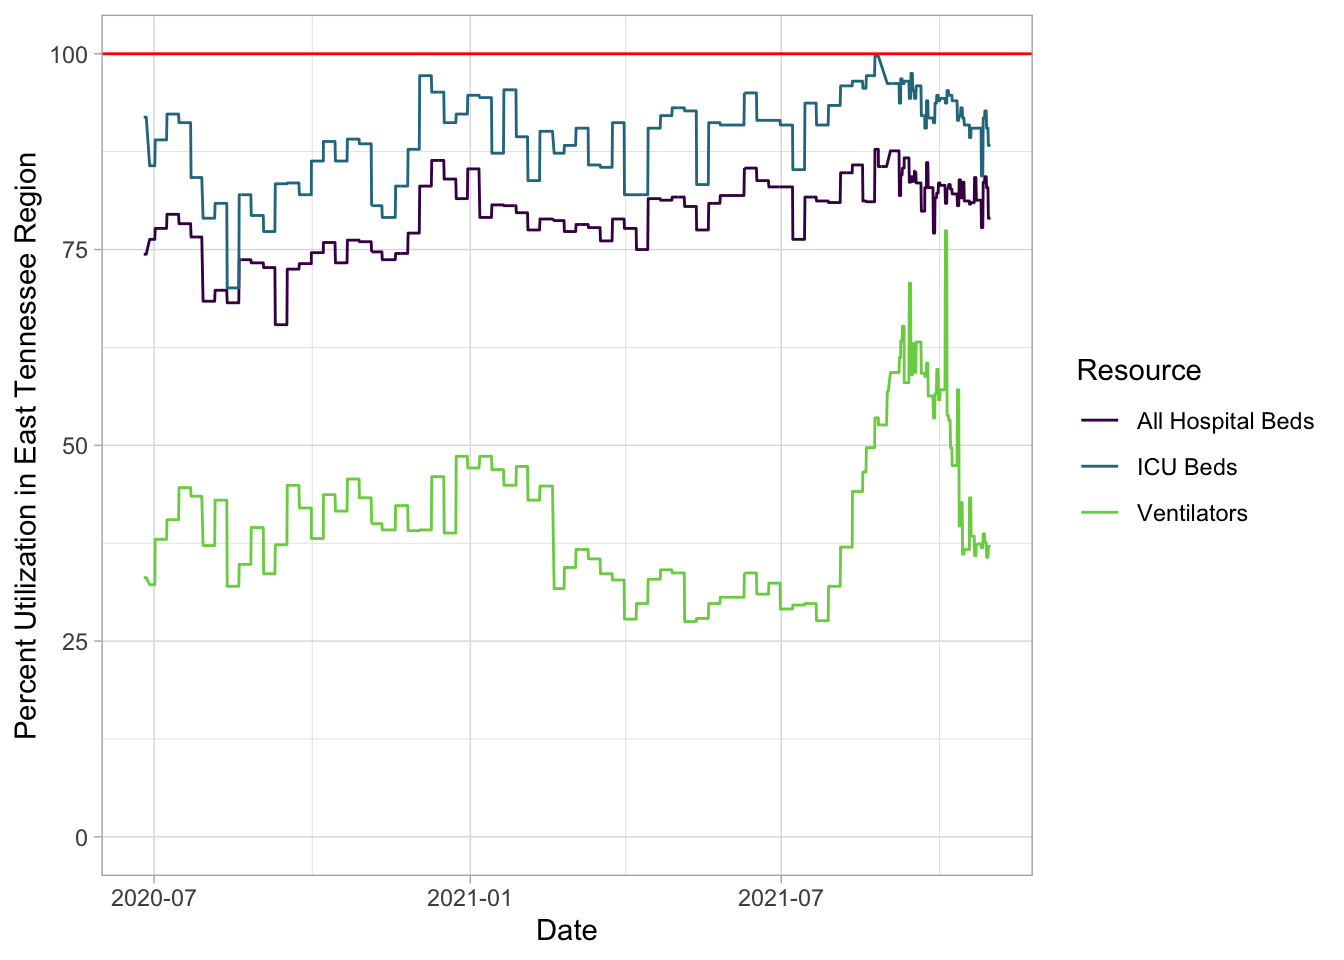 Percent Utilization in East Tennessee Region
100
75
50
25
0
2020-07
2021-01
2021-07
Date
Resource
All Hospital Beds
ICU Beds
Ventilators